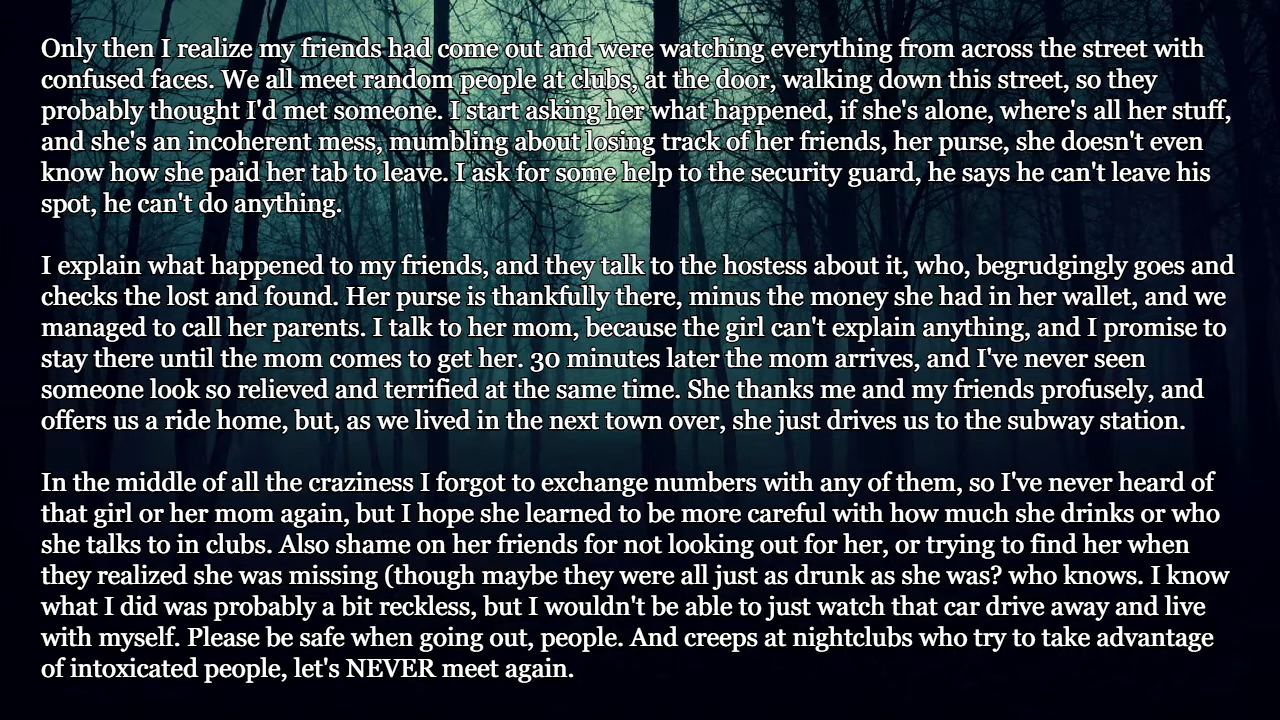 Only then I realize my friends had come out and were watching everything from across the street with
confused faces. We all meet random people at clubs, at the door, walking down this street, so they
probably thought I'd met someone. I start asking her what happened, if she's alone, where's all her stuff,
and she's an incoherent mess, mumbling about losing track of her friends, her purse, she doesn't even
know how she paid her tab to leave. I ask for some help to the security guard, he says he can't leave his
spot, he can't do anything.
I explain what happened to my friends, and they talk to the hostess about it, who, begrudgingly goes and
checks the lost and found. Her purse is thankfully there, minus the money she had in her wallet, and we
managed to call her parents. I talk to her mom, because the girl can't explain anything, and I promise to
stay there until the mom comes to get her. 30 minutes later the mom arrives, and I've never seen
someone look so relieved and terrified at the same time. She thanks me and my friends profusely, and
offers us a ride home, but, as we lived in the next town over, she just drives us to the subway station.
In the middle of all the craziness I forgot to exchange numbers with any of them, so I've never heard of
that girl or her mom again, but I hope she learned to be more careful with how much she drinks or who
she talks to in clubs. Also shame on her friends for not looking out for her, or trying to find her when
they realized she was missing (though maybe they were all just as drunk as she was? who knows. I know
what I did was probably a bit reckless, but I wouldn't be able to just watch that car drive away and live
with myself. Please be safe when going out, people. And creeps at nightclubs who try to take advantage
of intoxicated people, let's NEVER meet again.